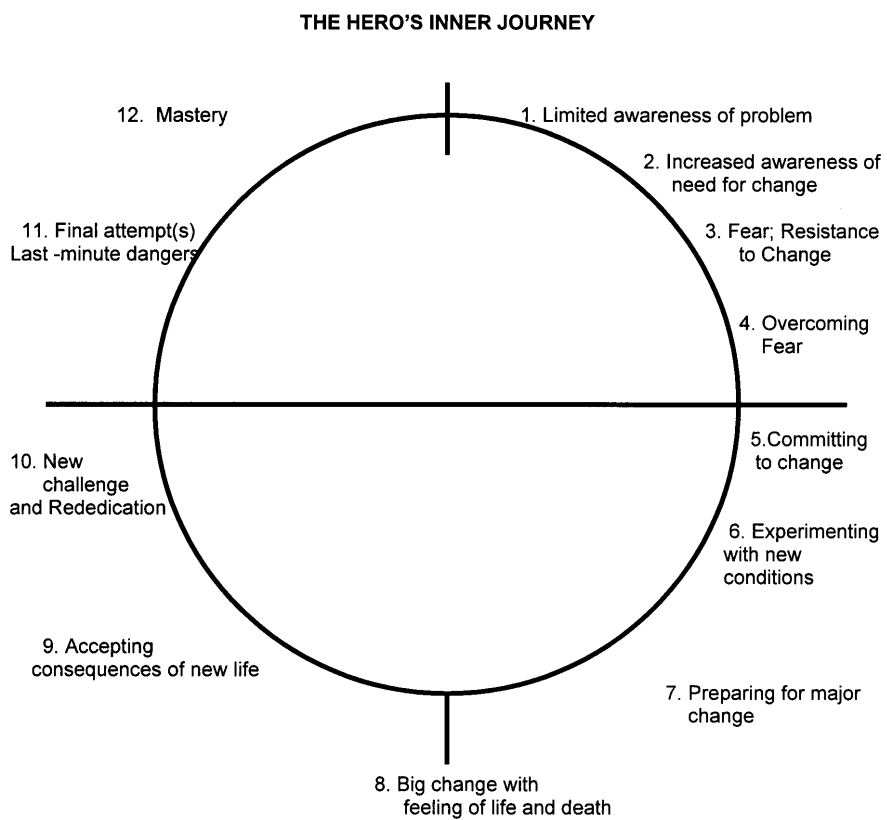 THE HERO'S INNER JOURNEY
1. Limited awareness of problem
2. Increased awareness of
need for change
3. Fear; Resistance
to Change
4. Overcoming
Fear
5.Committing
to change
6. Experimenting
with new
conditions
7. Preparing for major
change
8. Big change with
feeling of life and death
9. Accepting
consequences of new life
10. New
challenge
and Rededication
11. Final attempt(s)
Last -minute dangers
12. Mastery